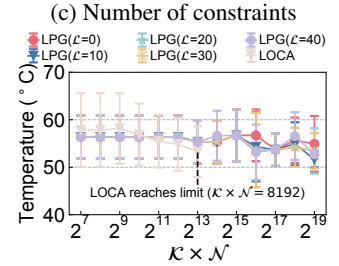 (c) Number of constraints
LPG(ℒ=0) LPG(ℒ=20) LPG(ℒ=40)
LPG(ℒ=10) LPG(ℒ=30) LOCA
Temperature (°C)
70
60
50
40
LOCA reaches limit (𝒦 × 𝒩 = 8192)
2^7 2^9 2^11 2^13 2^15 2^17 2^19
𝒦 × 𝒩